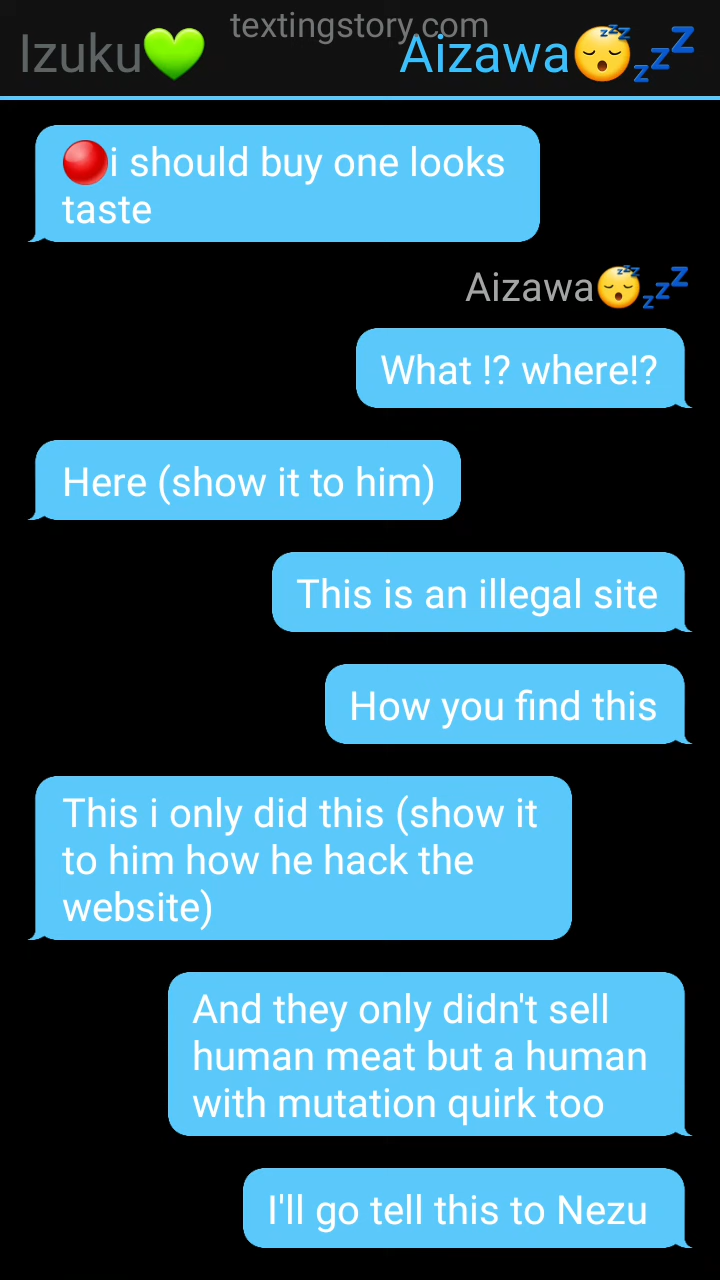 textingstory.com
Izuku💚 Aizawa😴💤
🔴i should buy one looks
taste
Aizawa😴💤
What !? where!?
Here (show it to him)
This is an illegal site
How you find this
This i only did this (show it
to him how he hack the
website)
And they only didn't sell
human meat but a human
with mutation quirk too
I'll go tell this to Nezu